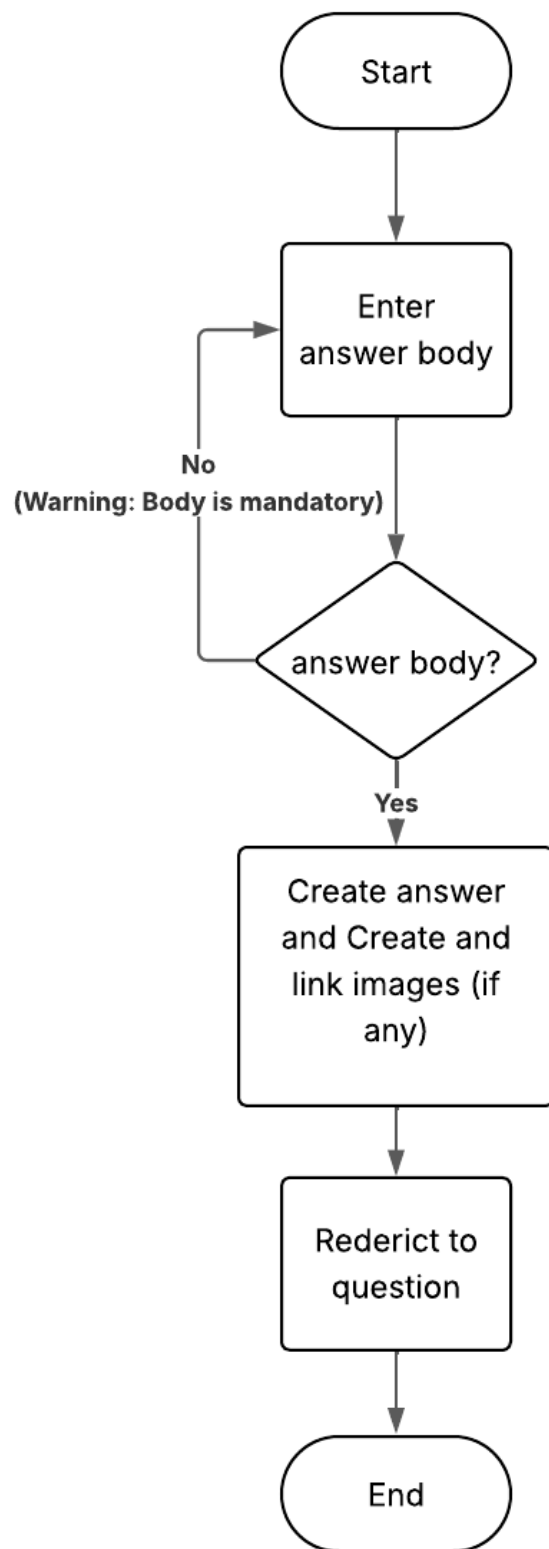 Start
Enter
answer body
No
(Warning: Body is mandatory)
answer body?
Yes
Create answer
and Create and
link images (if
any)
Rederict to
question
End